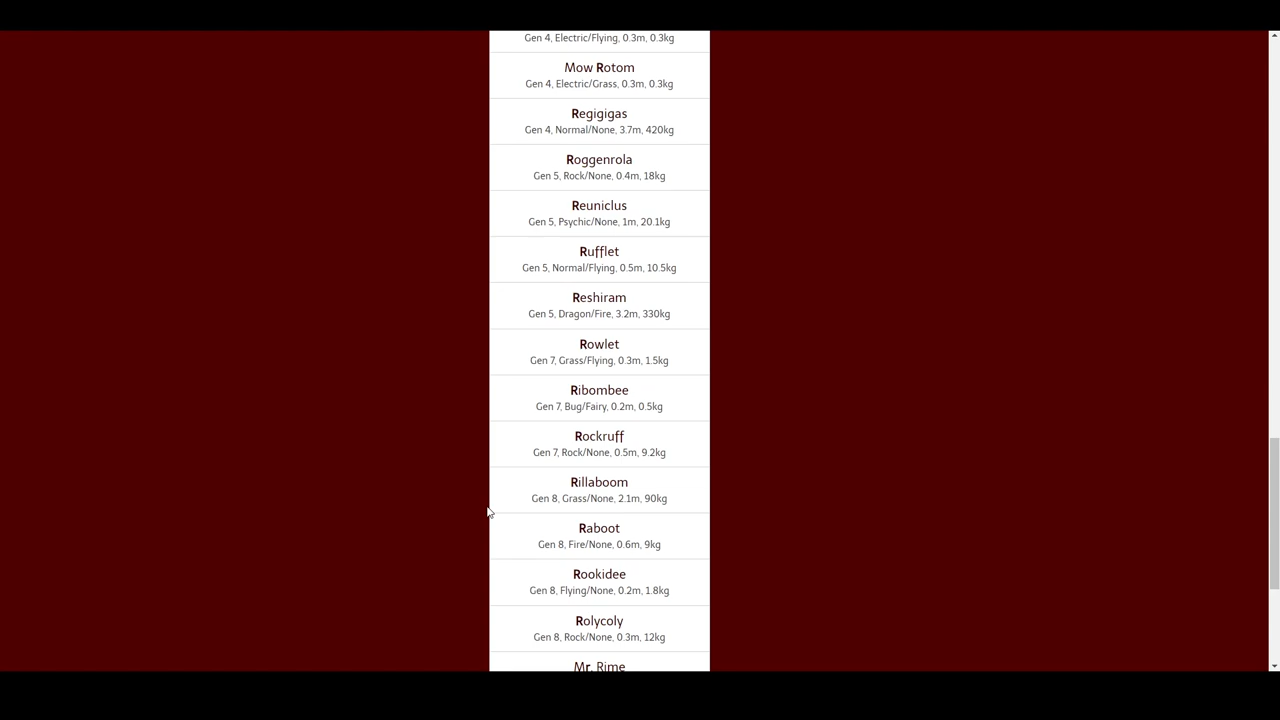 Gen 4, Electric/Flying, 0.3m, 0.3kg
Mow Rotom
Gen 4, Electric/Grass, 0.3m, 0.3kg
Regigigas
Gen 4, Normal/None, 3.7m, 420kg
Roggenrola
Gen 5, Rock/None, 0.4m, 18kg
Reuniclus
Gen 5, Psychic/None, 1m, 20.1kg
Rufflet
Gen 5, Normal/Flying, 0.5m, 10.5kg
Reshiram
Gen 5, Dragon/Fire, 3.2m, 330kg
Rowlet
Gen 7, Grass/Flying, 0.3m, 1.5kg
Ribombee
Gen 7, Bug/Fairy, 0.2m, 0.5kg
Rockruff
Gen 7, Rock/None, 0.5m, 9.2kg
Rillaboom
Gen 8, Grass/None, 2.1m, 90kg
Raboot
Gen 8, Fire/None, 0.6m, 9kg
Rookidee
Gen 8, Flying/None, 0.2m, 1.8kg
Rolycoly
Gen 8, Rock/None, 0.3m, 12kg
Mr. Rime